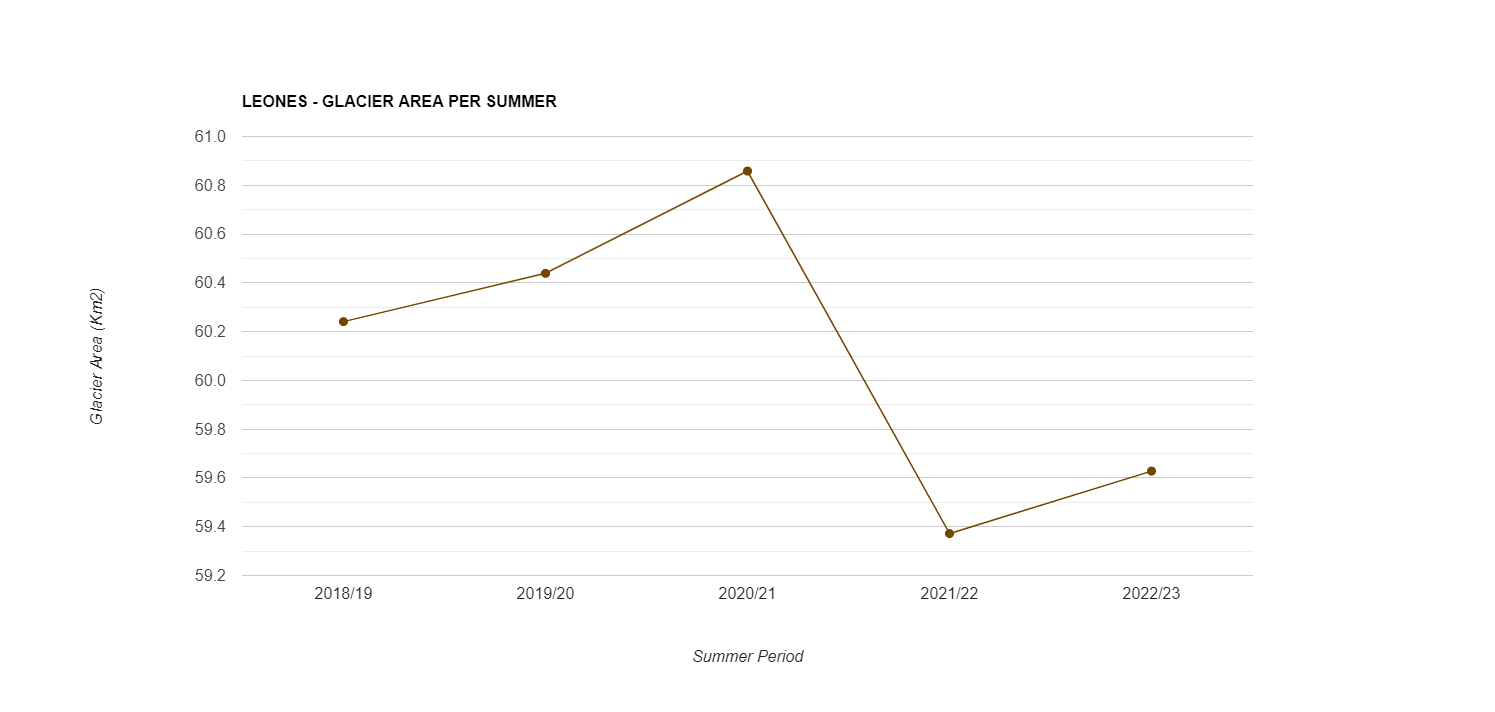 LEONES - GLACIER AREA PER SUMMER
61.0
60.8
60.6
60.4
60.2
60.0
59.8
59.6
59.4
59.2
Glacier Area (Km2)
2018/19 2019/20 2020/21 2021/22 2022/23
Summer Period